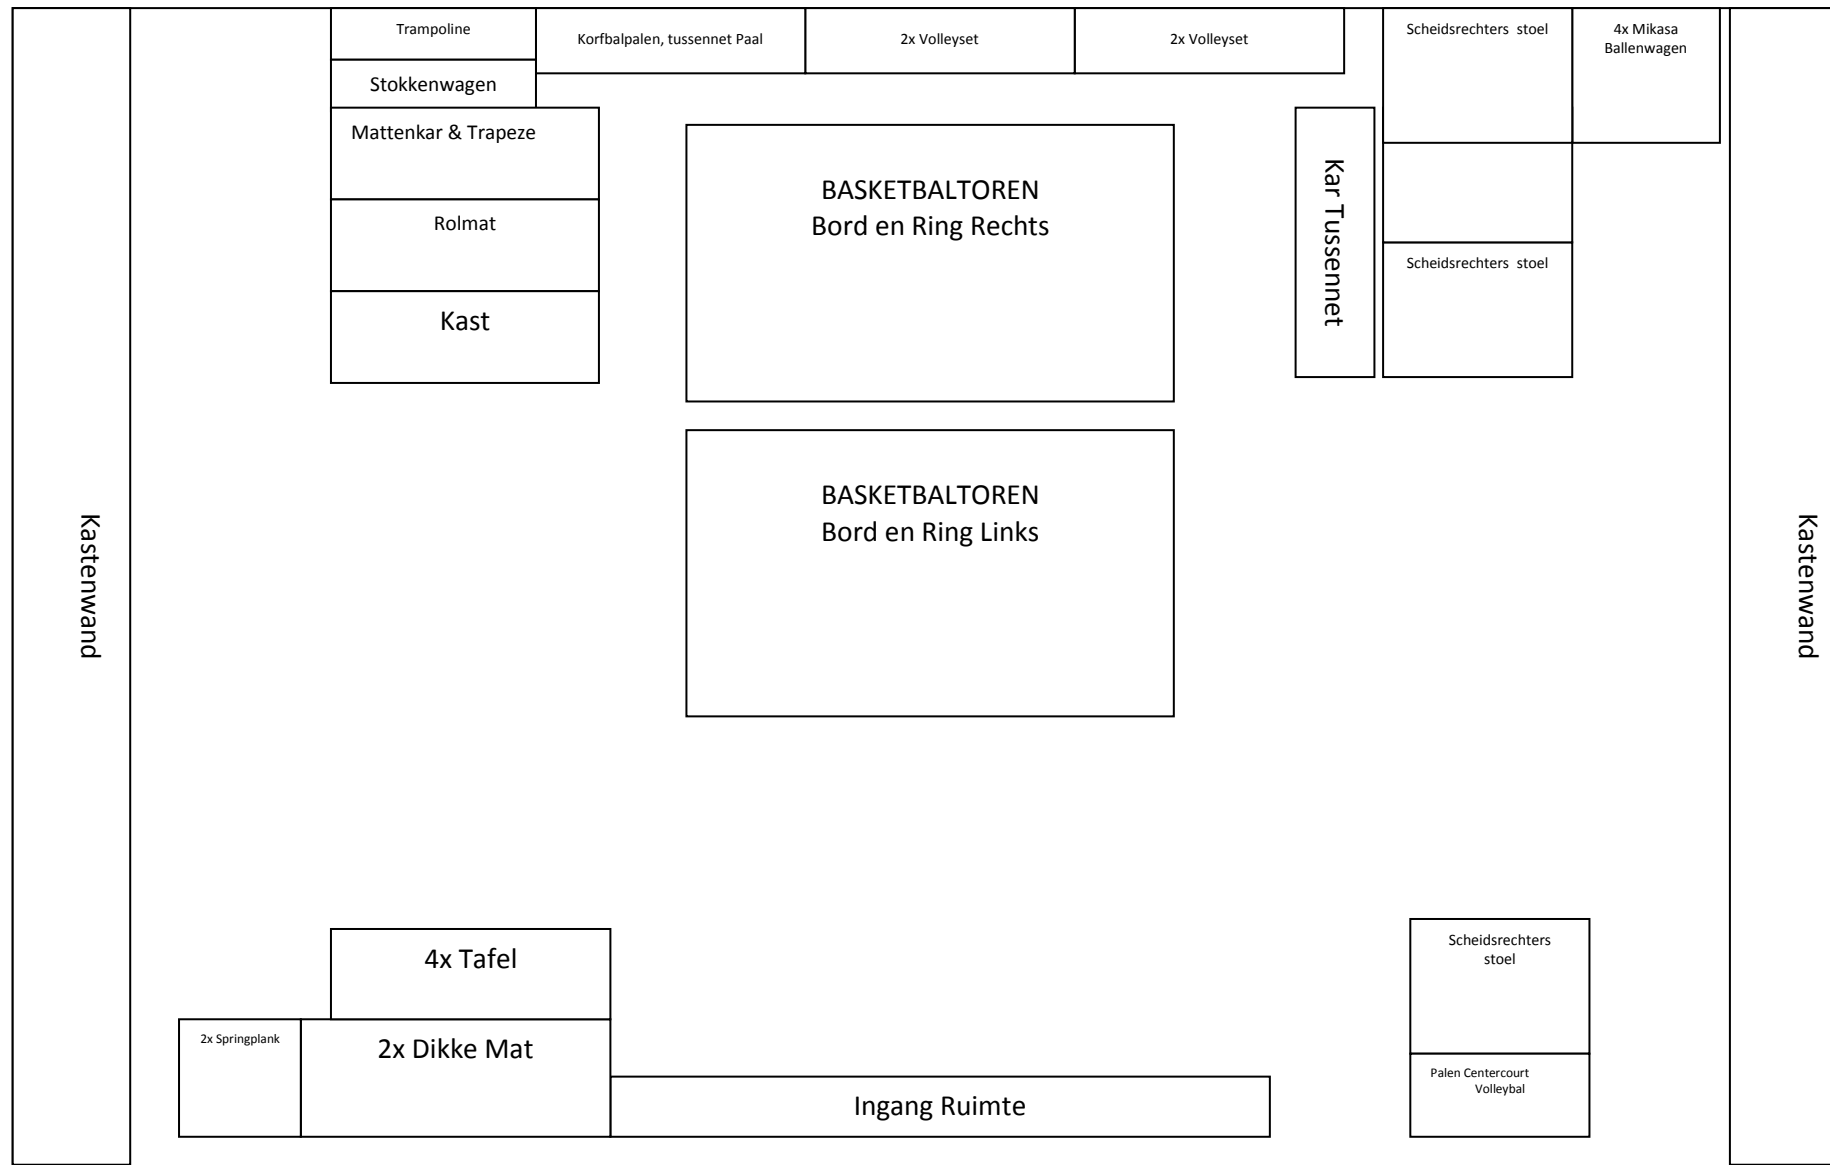 Trampoline
Korfbalpalen, tussennet Paal
2x Volleyset
2x Volleyset
Scheidsrechters stoel
4x Mikasa
Ballenwagen
Stokkenwagen
Mattenkar & Trapeze
Rolmat
Kast
BASKETBALTOREN
Bord en Ring Rechts
Kar Tussennet
Scheidsrechters stoel
BASKETBALTOREN
Bord en Ring Links
Kastenwand
Kastenwand
4x Tafel
2x Springplank
2x Dikke Mat
Ingang Ruimte
Scheidsrechters
stoel
Palen Centercourt
Volleybal